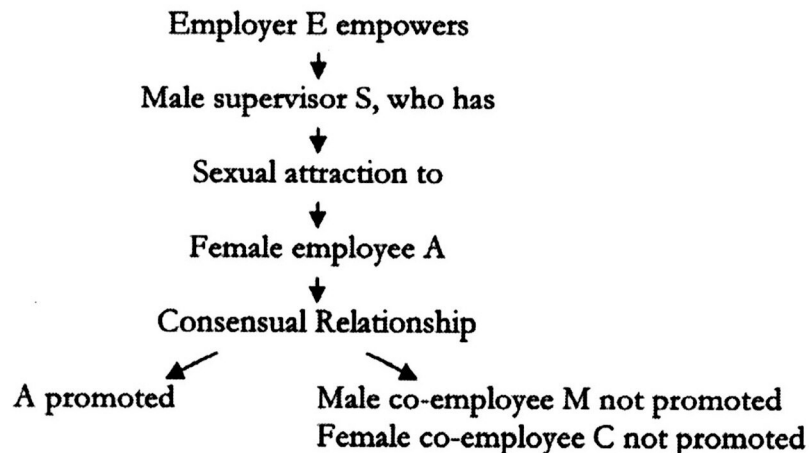 Employer E empowers
Male supervisor S, who has
Sexual attraction to
Female employee A
Consensual Relationship
A promoted
Male co-employee M not promoted
Female co-employee C not promoted